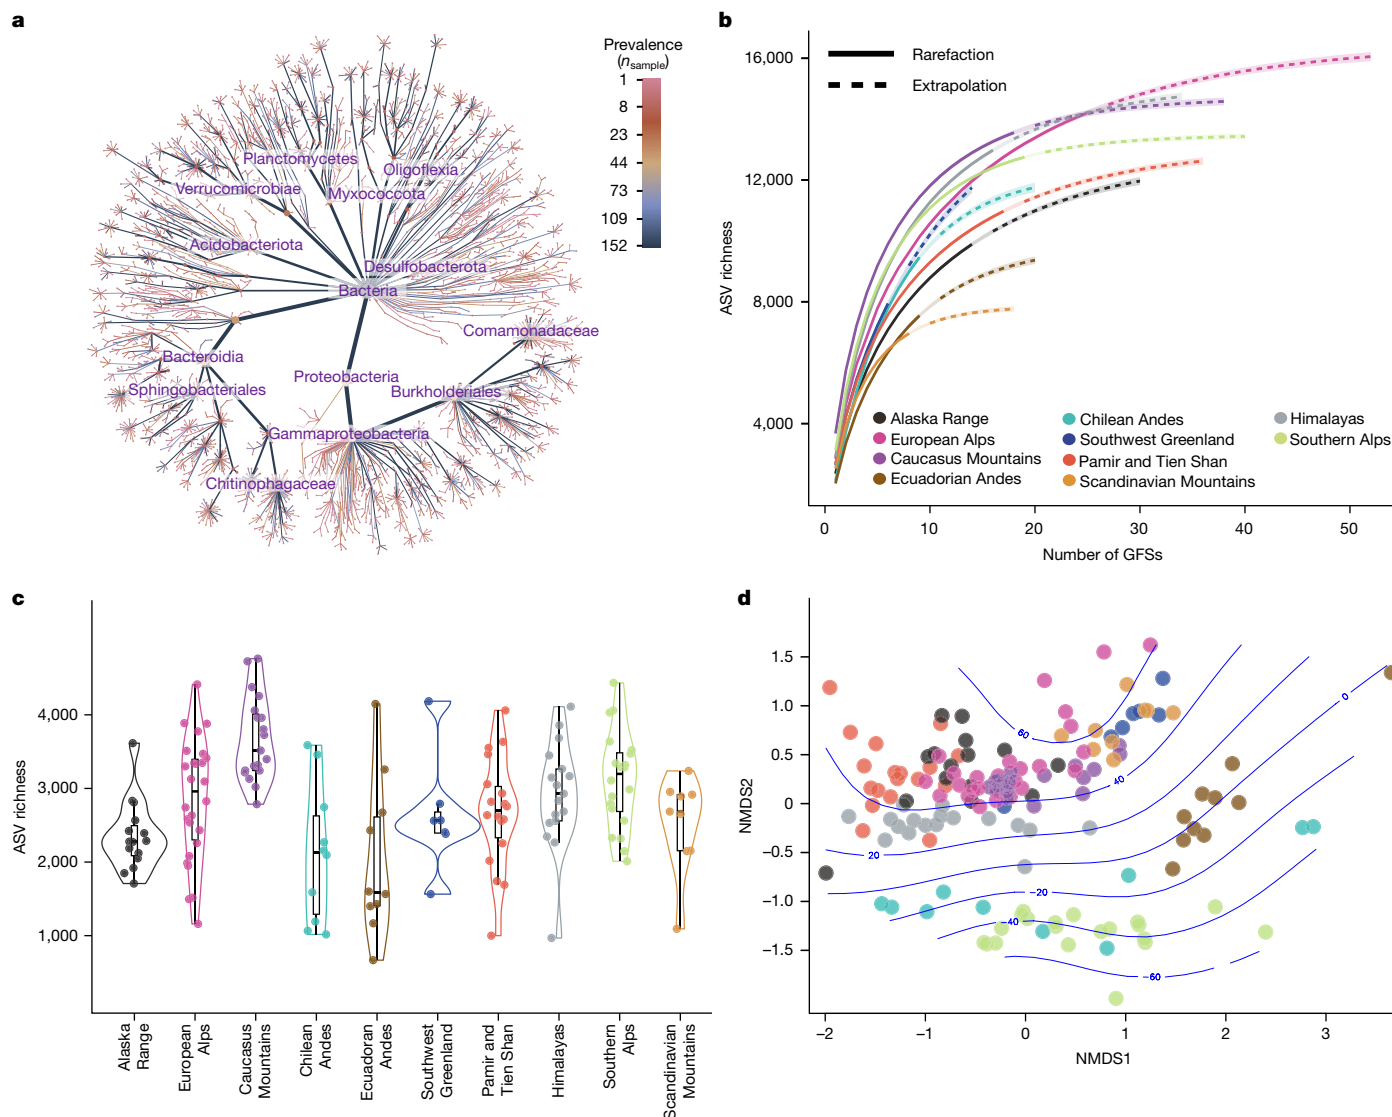 a
Prevalence
(nsample)
1
8
23
44
73
109
152
Planctomycetes
Oligoflexia
Verrucomicrobiae
Myxococcota
Acidobacteriota
Desulfobacterota
Bacteria
Comamonadaceae
Bacteroidia
Proteobacteria
Sphingobacteriales
Burkholderiales
Gammaproteobacteria
Chitinophagaceae
b
Rarefaction
Extrapolation
16,000
12,000
8,000
4,000
ASV richness
Alaska Range
European Alps
Caucasus Mountains
Ecuadorian Andes
Chilean Andes
Southwest Greenland
Pamir and Tien Shan
Scandinavian Mountains
Himalayas
Southern Alps
0
10
20
30
40
50
Number of GFSs
c
4,000
3,000
2,000
1,000
ASV richness
Alaska
Range
European
Alps
Caucasus
Mountains
Chilean
Andes
Ecuadoran
Andes
Southwest
Greenland
Pamir and
Tien Shan
Himalayas
Southern
Alps
Scandinavian
Mountains
d
1.5
1.0
0.5
0
−0.5
−1.0
−1.5
NMDS2
60
40
20
0
−20
−40
−60
−2
−1
0
1
2
3
NMDS1